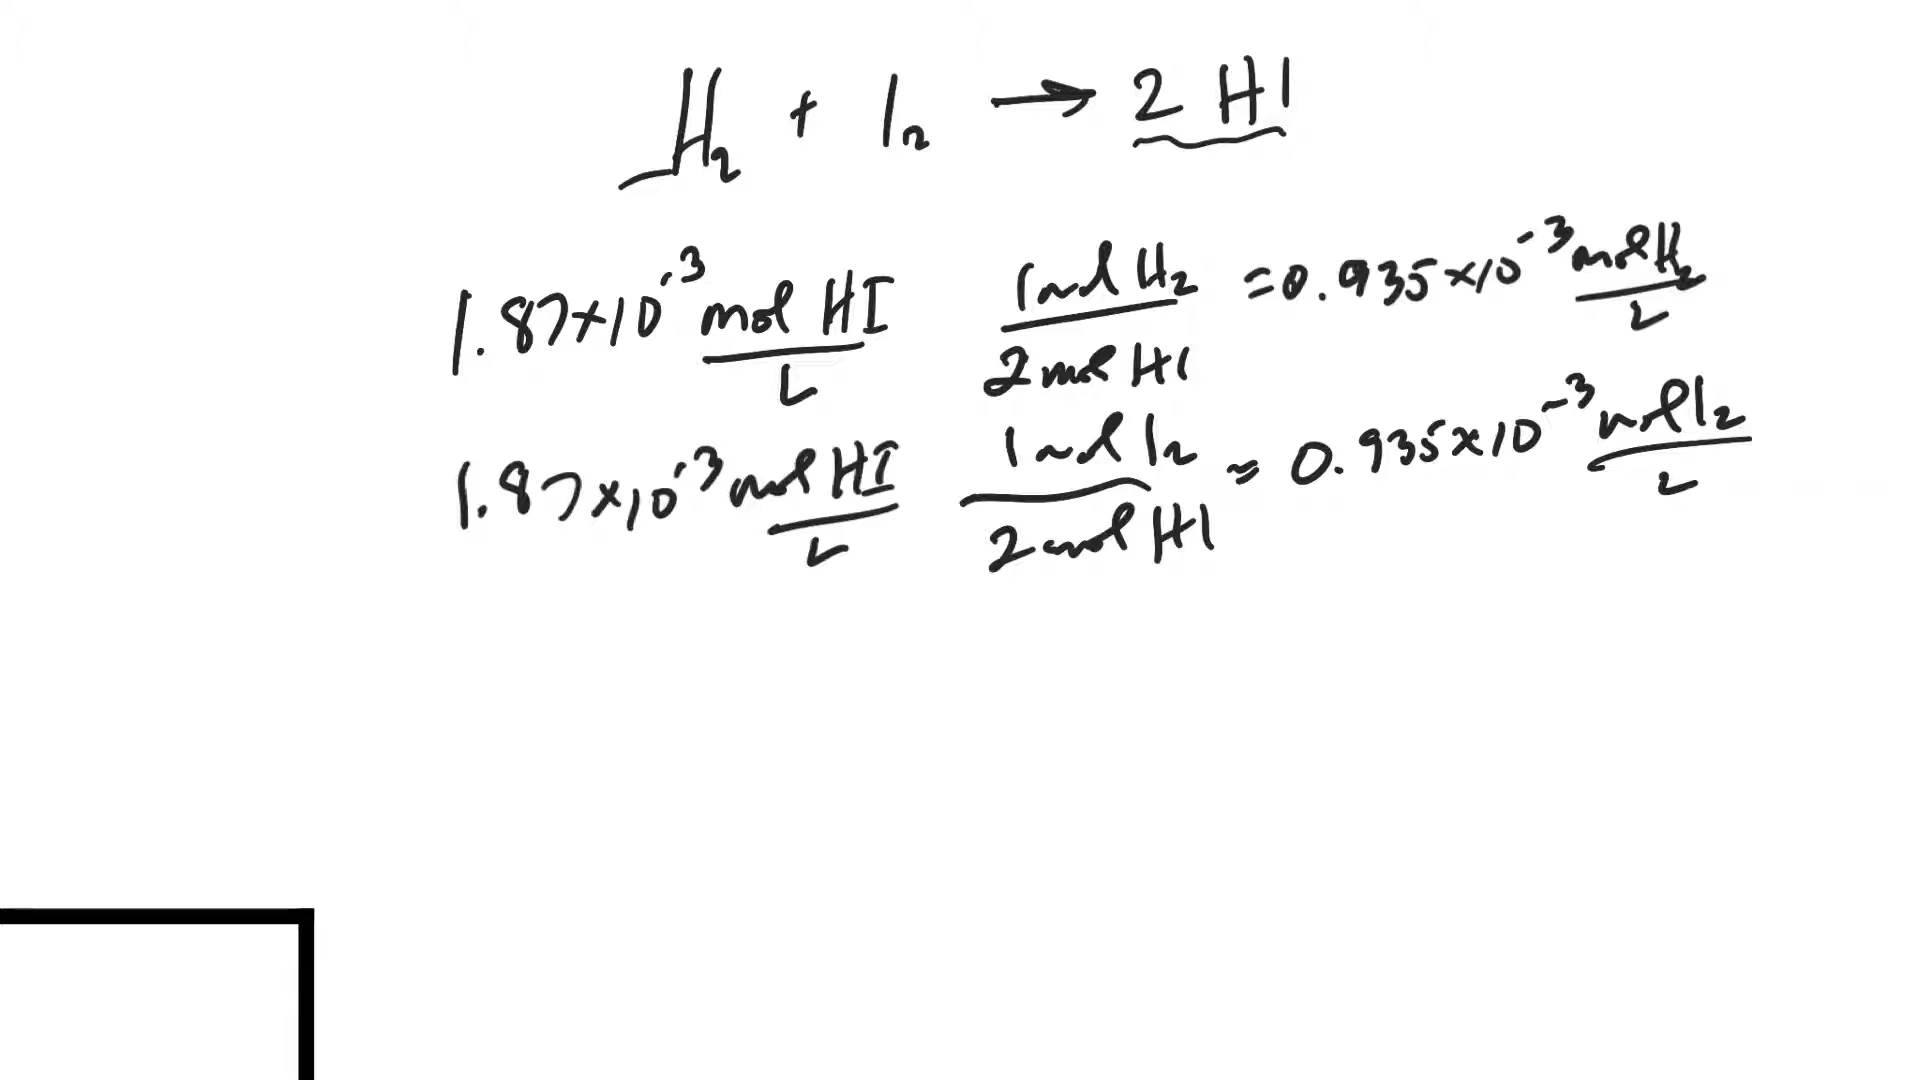 H₂ + I₂ → 2 HI
1.87×10⁻³ mol HI/L 1 mol H₂/2 mol HI = 0.935×10⁻³ mol H₂/L
1.87×10⁻³ mol HI/L 1 mol I₂/2 mol HI = 0.935×10⁻³ mol I₂/L